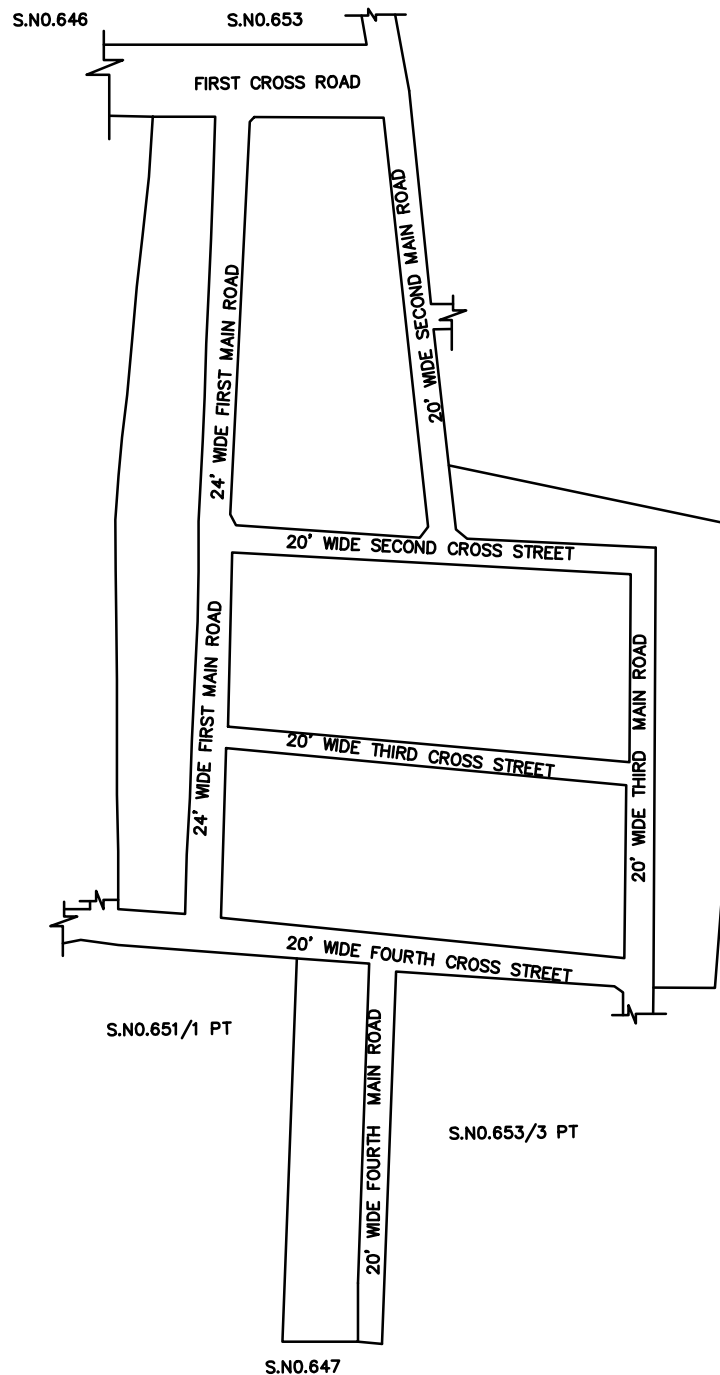 S.NO.646
S.NO.653
FIRST CROSS ROAD
20' WIDE SECOND MAIN ROAD
24' WIDE FIRST MAIN ROAD
20' WIDE SECOND CROSS STREET
24' WIDE FIRST MAIN ROAD
20' WIDE THIRD MAIN ROAD
20' WIDE THIRD CROSS STREET
20' WIDE FOURTH CROSS STREET
S.NO.651/1 PT
20' WIDE FOURTH MAIN ROAD
S.NO.653/3 PT
S.NO.647